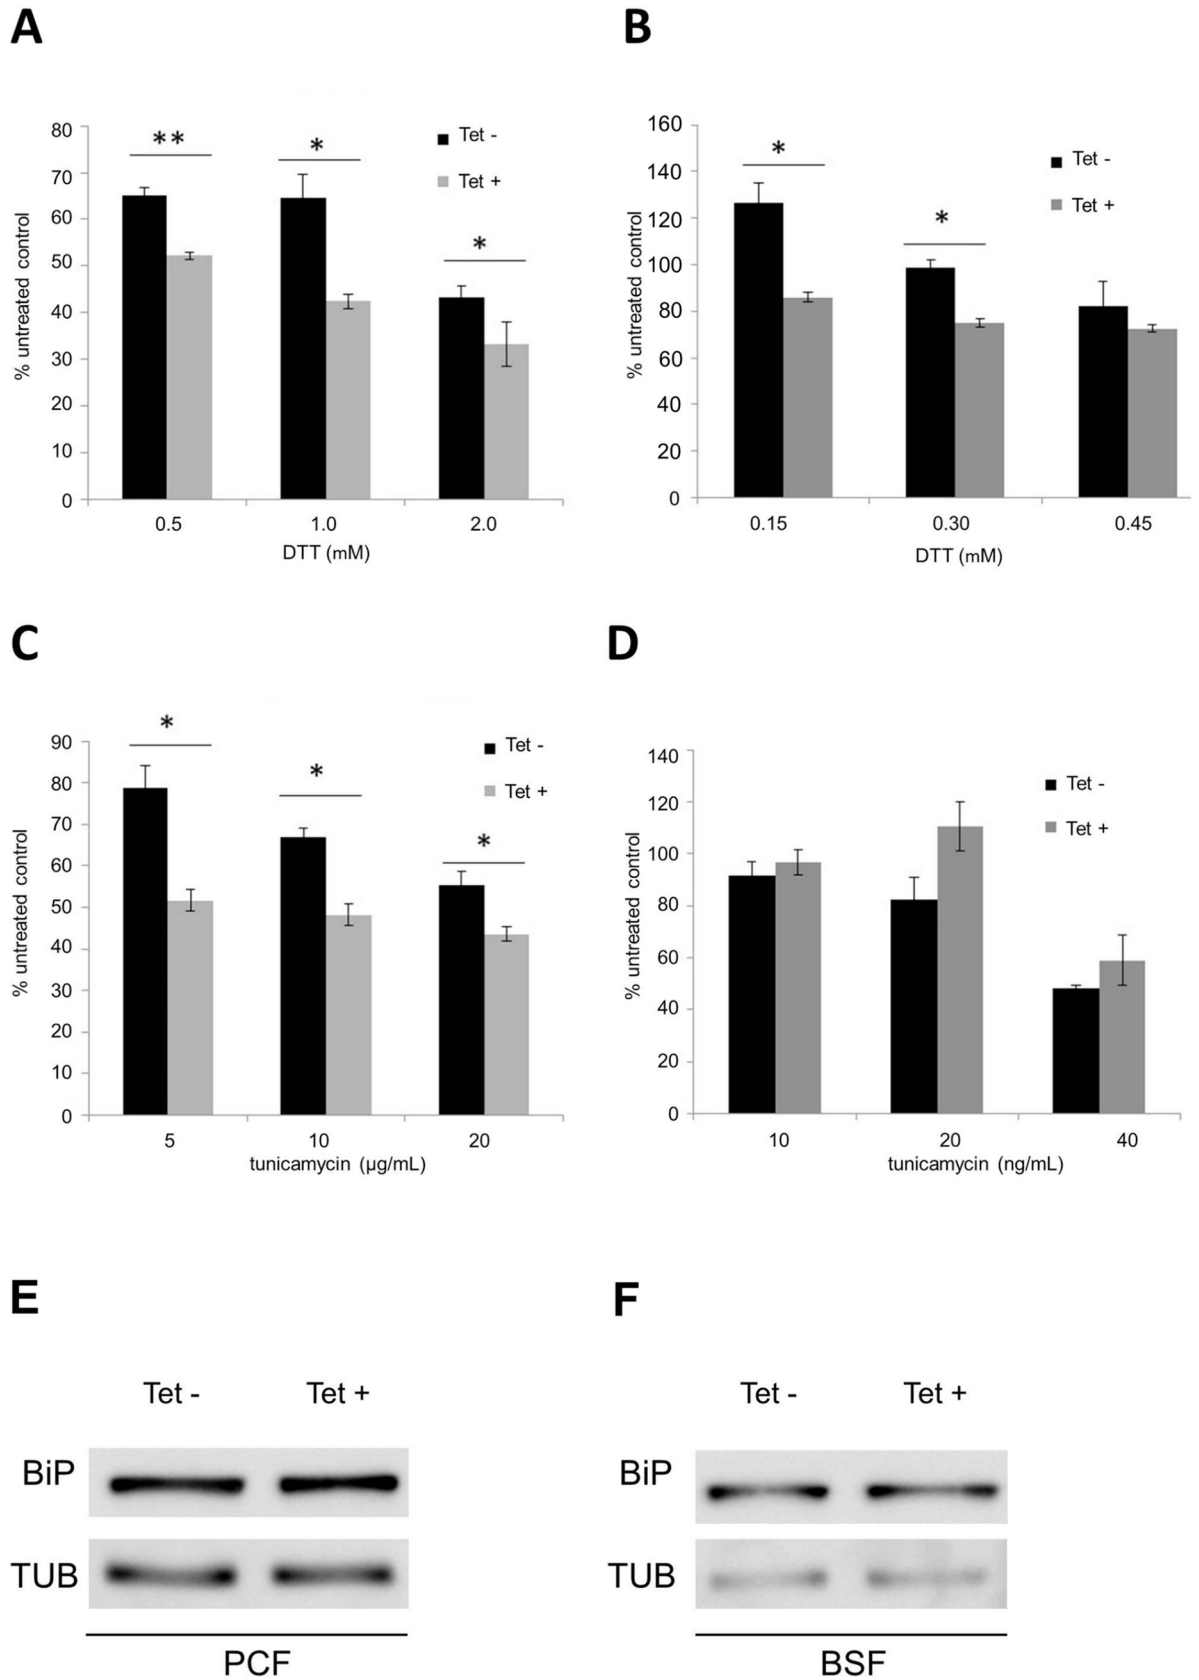 A
80
70
60
50
40
30
20
10
0
% untreated control
**
*
*
Tet -
Tet +
0.5 1.0 2.0
DTT (mM)
B
160
140
120
100
80
60
40
20
0
% untreated control
*
*
Tet -
Tet +
0.15 0.30 0.45
DTT (mM)
C
90
80
70
60
50
40
30
20
10
0
% untreated control
*
*
*
Tet -
Tet +
5 10 20
tunicamycin (µg/mL)
D
140
120
100
80
60
40
20
0
% untreated control
Tet -
Tet +
10 20 40
tunicamycin (ng/mL)
E
Tet - Tet +
BiP
TUB
PCF
F
Tet - Tet +
BiP
TUB
BSF